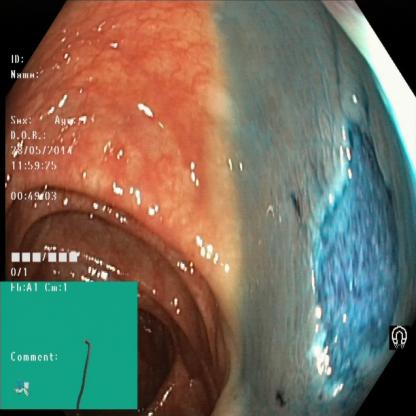 ID:
Name:
Sex: Age:
D.O.B.:
28/05/2014
11:59:25
00:49:03
0/1
Eh:A1 Cm:1
Comment: